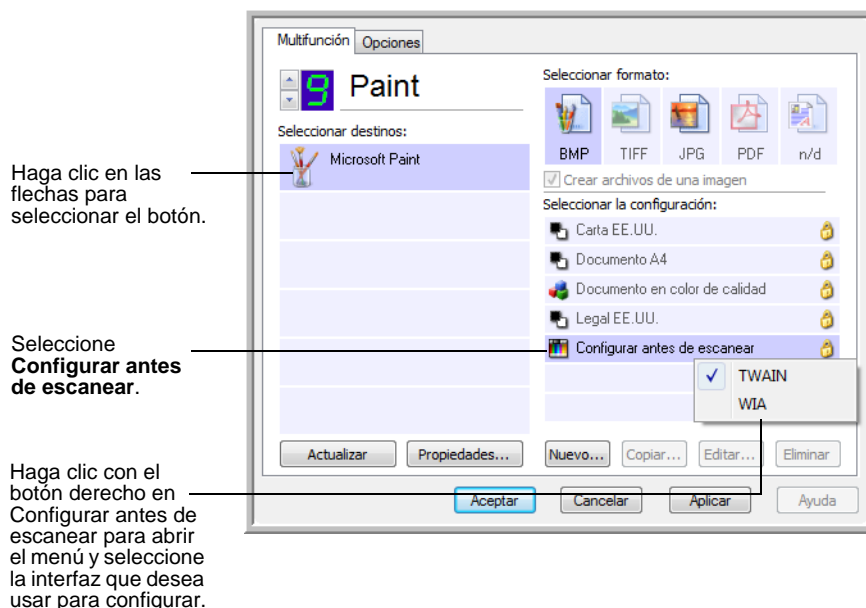 Multifunción Opciones
9 Paint
Seleccionar destinos:
Microsoft Paint
Actualizar Propiedades...
Seleccionar formato:
BMP TIFF JPG PDF n/d
Crear archivos de una imagen
Seleccionar la configuración:
Carta EE.UU.
Documento A4
Documento en color de calidad
Legal EE.UU.
Configurar antes de escanear
TWAIN
WIA
Nuevo... Copiar... Editar... Eliminar
Aceptar Cancelar Aplicar Ayuda
Haga clic en las
flechas para
seleccionar el botón.
Seleccione
Configurar antes
de escanear.
Haga clic con el
botón derecho en
Configurar antes de
escanear para abrir
el menú y seleccione
la interfaz que desea
usar para configurar.